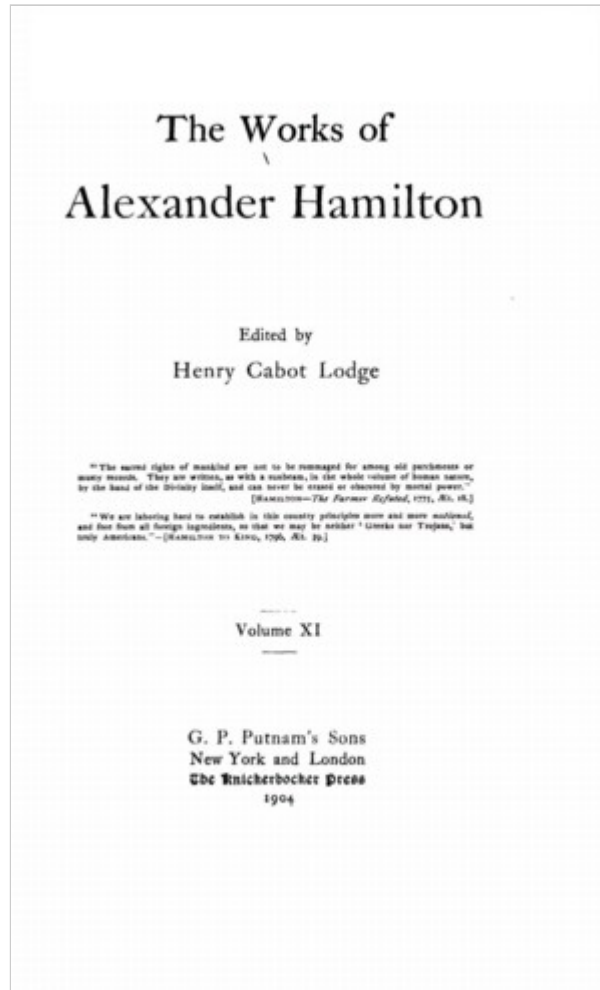 The Works of
Alexander Hamilton
Edited by
Henry Cabot Lodge
"The sacred rights of mankind are not to be rummaged for among old parchments or
musty records. They are written, as with a sunbeam, in the whole volume of human nature,
by the hand of the Divinity itself, and can never be erased or obscured by mortal power."
[HAMILTON—The Farmer Refuted, 1775, Æt. 18.]
"We are laboring hard to establish in this country principles more and more national,
and free from all foreign ingredients, so that we may be neither 'Greeks nor Trojans,' but
truly Americans."—[HAMILTON TO KING, 1796, Æt. 39.]
Volume XI
G. P. Putnam's Sons
New York and London
The Knickerbocker Press
1904